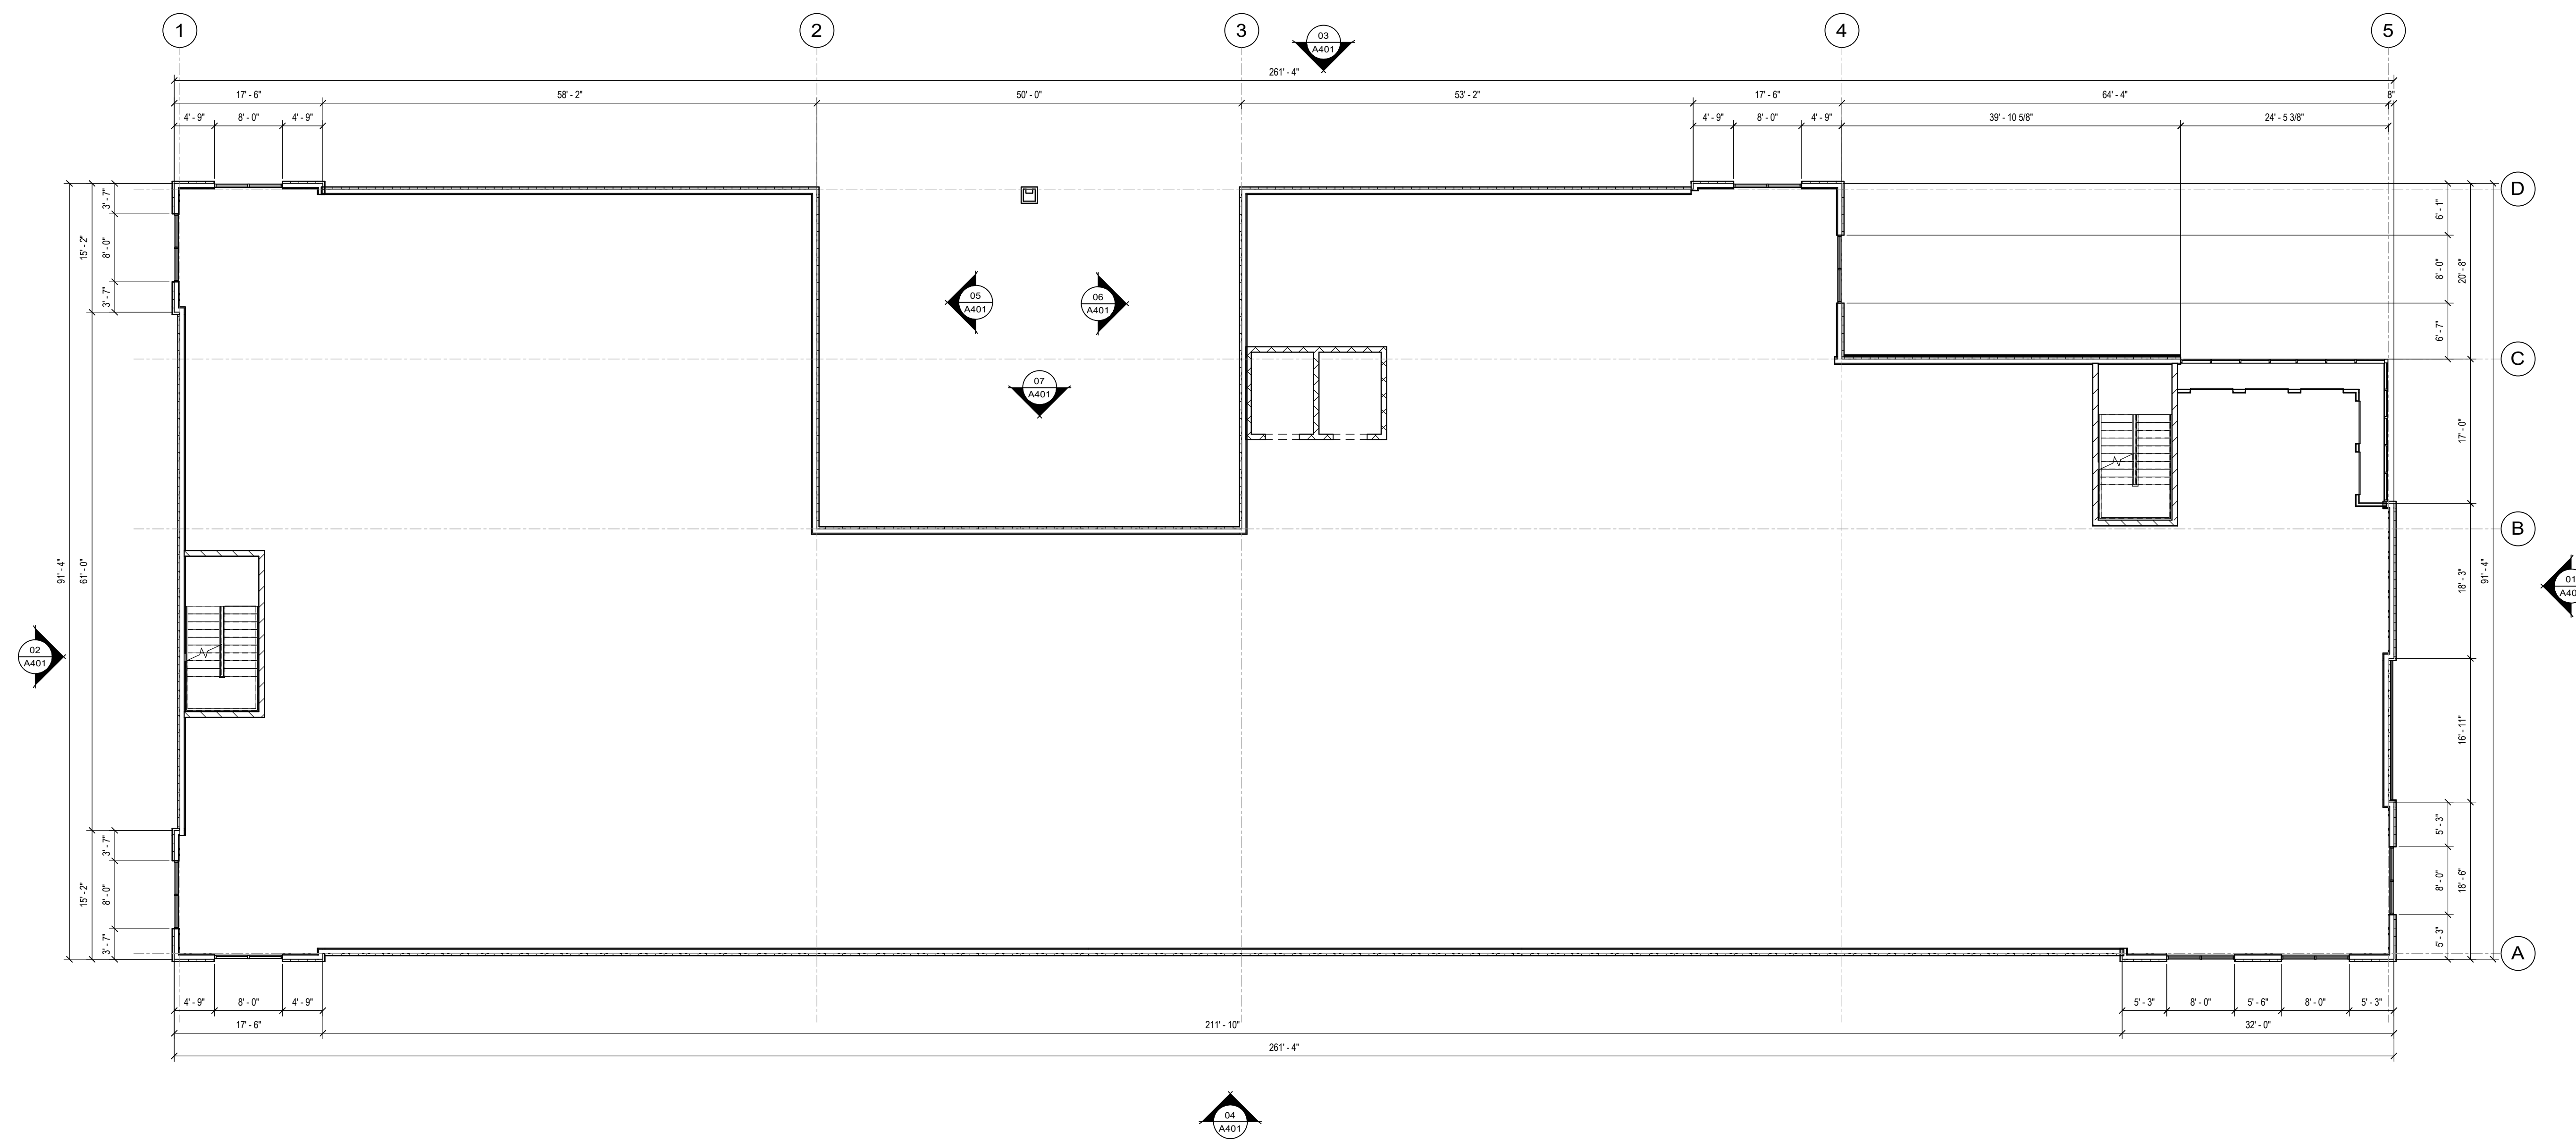 1
2
3
4
5
03
A401
261' - 4"
17' - 6"
58' - 2"
50' - 0"
53' - 2"
17' - 6"
64' - 4"
8"
4' - 9"
8' - 0"
4' - 9"
4' - 9"
8' - 0"
4' - 9"
39' - 10 5/8"
24' - 5 3/8"
D
C
B
A
3' - 7"
8' - 0"
3' - 7"
15' - 2"
91' - 4"
61' - 0"
3' - 7"
8' - 0"
3' - 7"
15' - 2"
05
A401
06
A401
07
A401
02
A401
6' - 1"
8' - 0"
6' - 7"
20' - 8"
17' - 0"
18' - 3"
91' - 4"
16' - 11"
5' - 3"
8' - 0"
5' - 3"
18' - 6"
01
4' - 9"
8' - 0"
4' - 9"
5' - 3"
8' - 0"
5' - 6"
8' - 0"
5' - 3"
17' - 6"
211' - 10"
32' - 0"
261' - 4"
04
A401